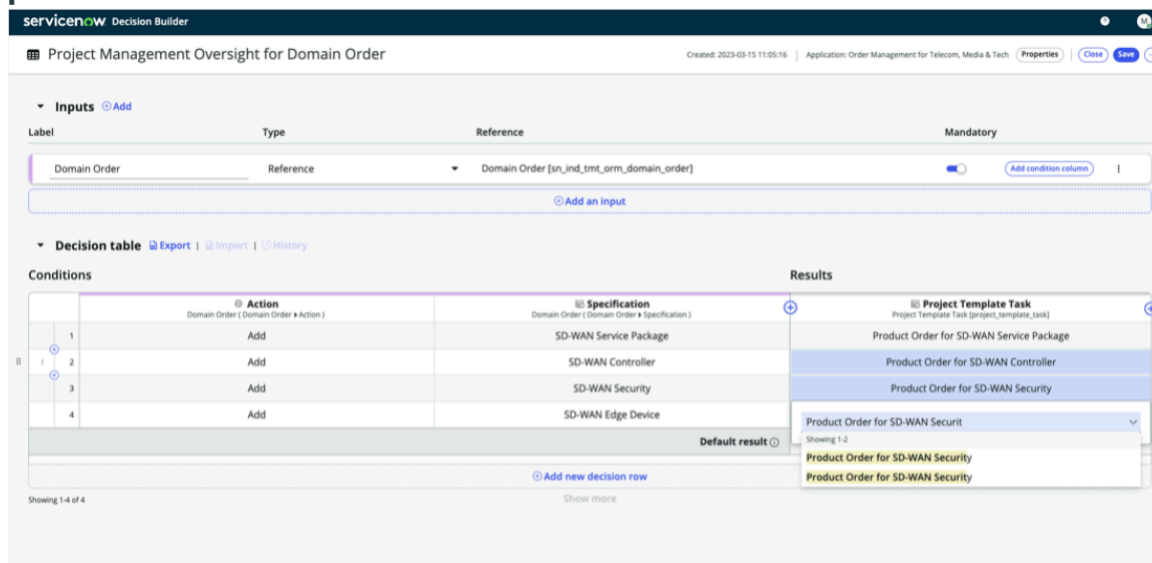 servicenow Decision Builder
Project Management Oversight for Domain Order Created: 2023-03-15 11:05:16 | Application: Order Management for Telecom, Media & Tech Properties | Close Save
Inputs Add
Label Type Reference Mandatory
Domain Order Reference Domain Order [sn_ind_tmt_orm_domain_order] Add condition column
Add an input
Decision table Export | Import | History
Conditions Results
Action Specification Project Template Task
Domain Order ( Domain Order ▸ Action ) Domain Order ( Domain Order ▸ Specification ) Project Template Task [project_template_task]
1 Add SD-WAN Service Package Product Order for SD-WAN Service Package
2 Add SD-WAN Controller Product Order for SD-WAN Controller
3 Add SD-WAN Security Product Order for SD-WAN Security
4 Add SD-WAN Edge Device Product Order for SD-WAN Securit
Default result Showing 1-2
Product Order for SD-WAN Security
Product Order for SD-WAN Security
Add new decision row
Showing 1-4 of 4 Show more